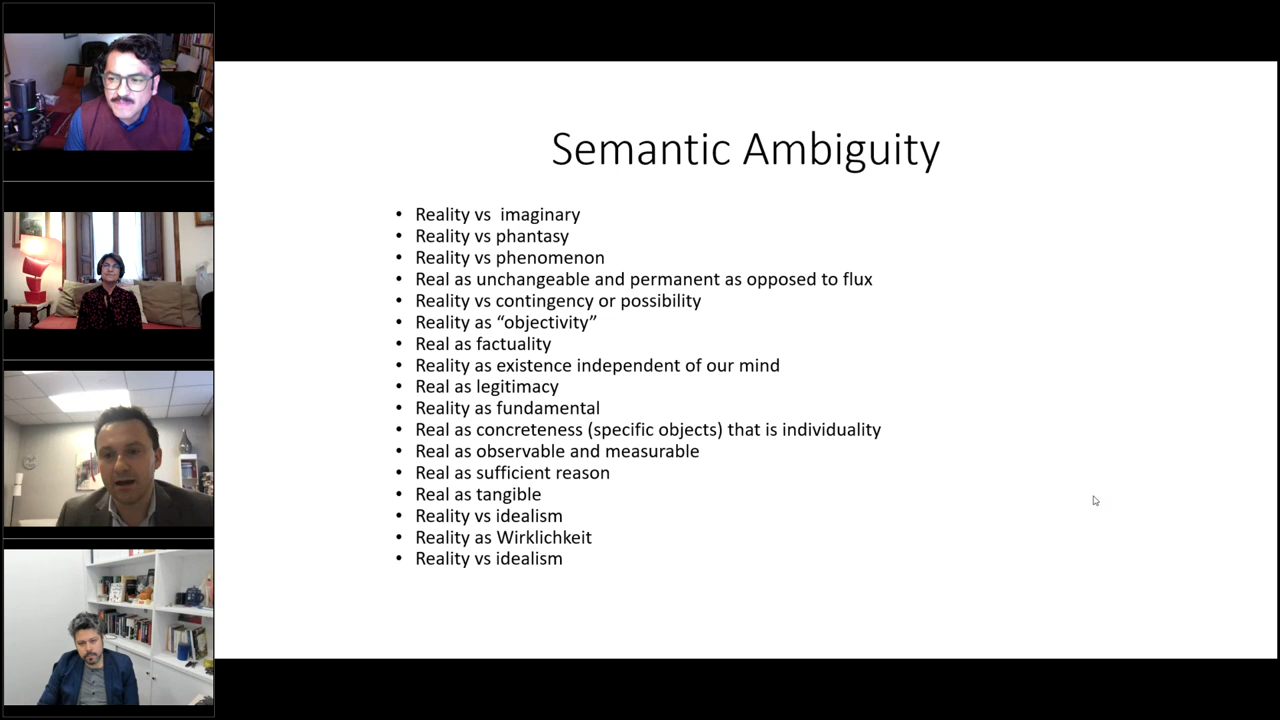 Semantic Ambiguity
• Reality vs  imaginary
• Reality vs phantasy
• Reality vs phenomenon
• Real as unchangeable and permanent as opposed to flux
• Reality vs contingency or possibility
• Reality as “objectivity”
• Real as factuality
• Reality as existence independent of our mind
• Real as legitimacy
• Reality as fundamental
• Real as concreteness (specific objects) that is individuality
• Real as observable and measurable
• Real as sufficient reason
• Real as tangible
• Reality vs idealism
• Reality as Wirklichkeit
• Reality vs idealism